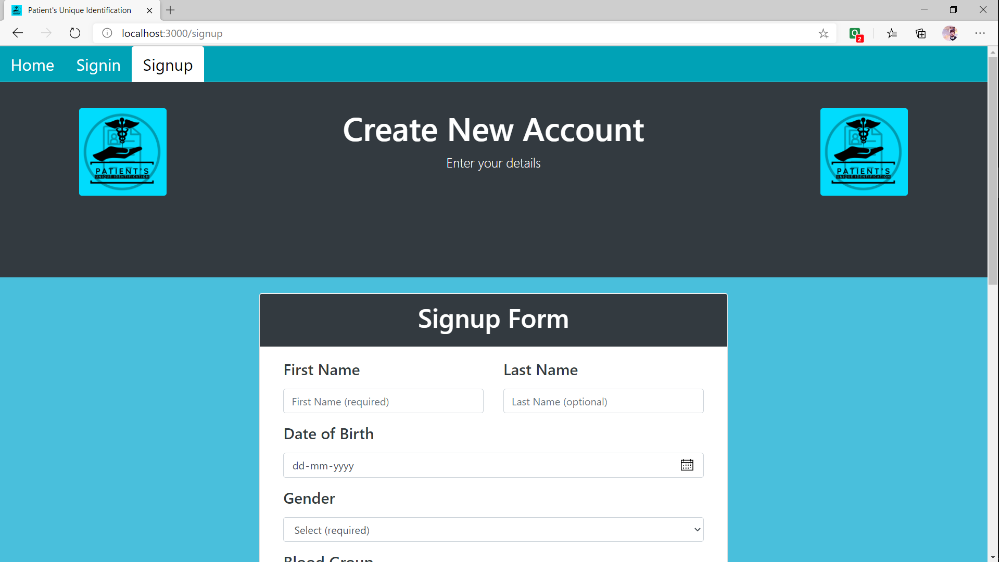 Patient's Unique Identification
localhost:3000/signup
2
Home Signin Signup
Create New Account
Enter your details
PATIENT'S
UNIQUE IDENTIFICATION
PATIENT'S
UNIQUE IDENTIFICATION
Signup Form
First Name Last Name
First Name (required) Last Name (optional)
Date of Birth
dd-mm-yyyy
Gender
Select (required)
Blood Group